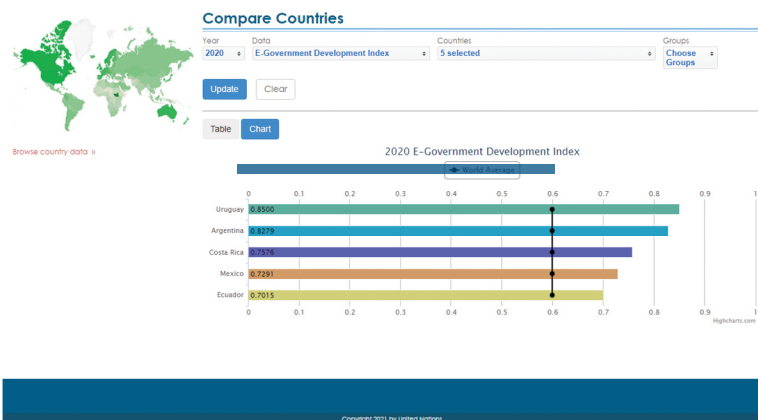 Compare Countries
Year Data Countries Groups
2020 E-Government Development Index 5 selected Choose Groups
Update Clear
Table Chart
Browse country data »
2020 E-Government Development Index
World Average
0 0.1 0.2 0.3 0.4 0.5 0.6 0.7 0.8 0.9 1
Uruguay 0.8500
Argentina 0.8279
Costa Rica 0.7576
Mexico 0.7291
Ecuador 0.7015
0 0.1 0.2 0.3 0.4 0.5 0.6 0.7 0.8 0.9 1
Highcharts.com
Copyright 2021 by United Nations